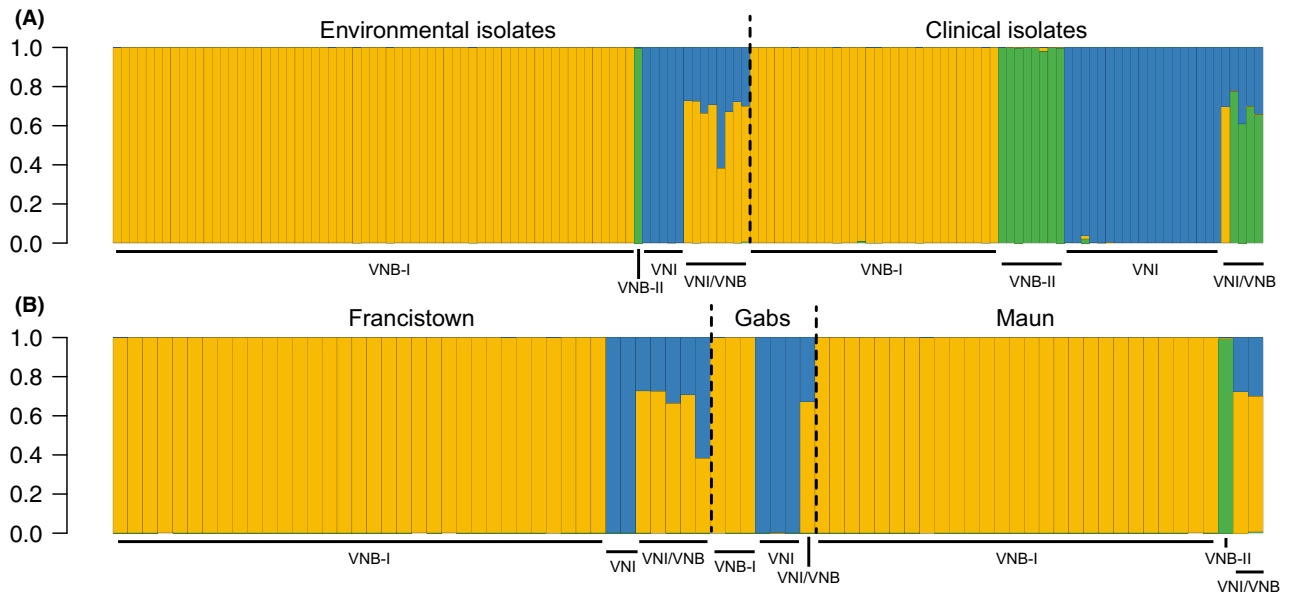 (A)
Environmental isolates
Clinical isolates
1.0
0.8
0.6
0.4
0.2
0.0
VNB-I
VNB-II
VNI
VNI/VNB
VNB-I
VNB-II
VNI
VNI/VNB
(B)
Francistown
Gabs
Maun
1.0
0.8
0.6
0.4
0.2
0.0
VNB-I
VNI
VNI/VNB
VNB-I
VNI
VNI/VNB
VNB-I
VNB-II
VNI/VNB